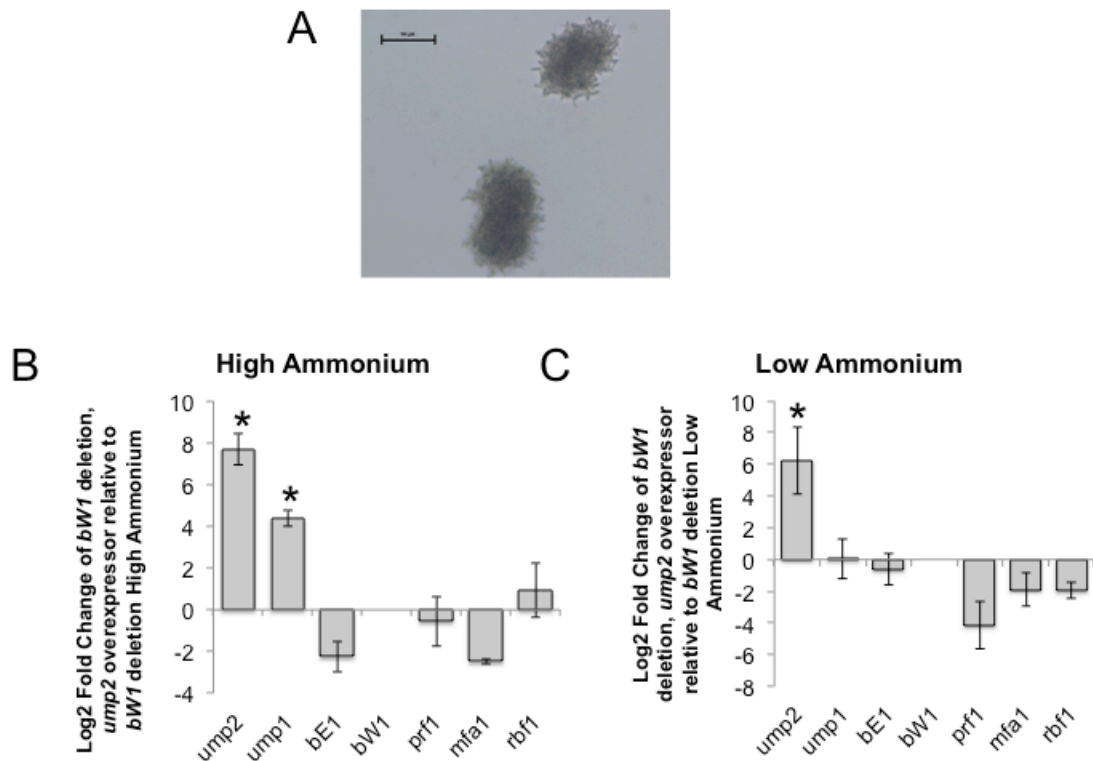 A
B
High Ammonium
Log2 Fold Change of bW1 deletion,
ump2 overexpressor relative to
bW1 deletion High Ammonium
10
8
6
4
2
0
-2
-4
*
*
ump2
ump1
bE1
bW1
prf1
mfa1
rbf1
C
Low Ammonium
Log2 Fold Change of bW1
deletion, ump2 overexpressor
relative to bW1 deletion Low
Ammonium
10
8
6
4
2
0
-2
-4
-6
-8
*
ump2
ump1
bE1
bW1
prf1
mfa1
rbf1